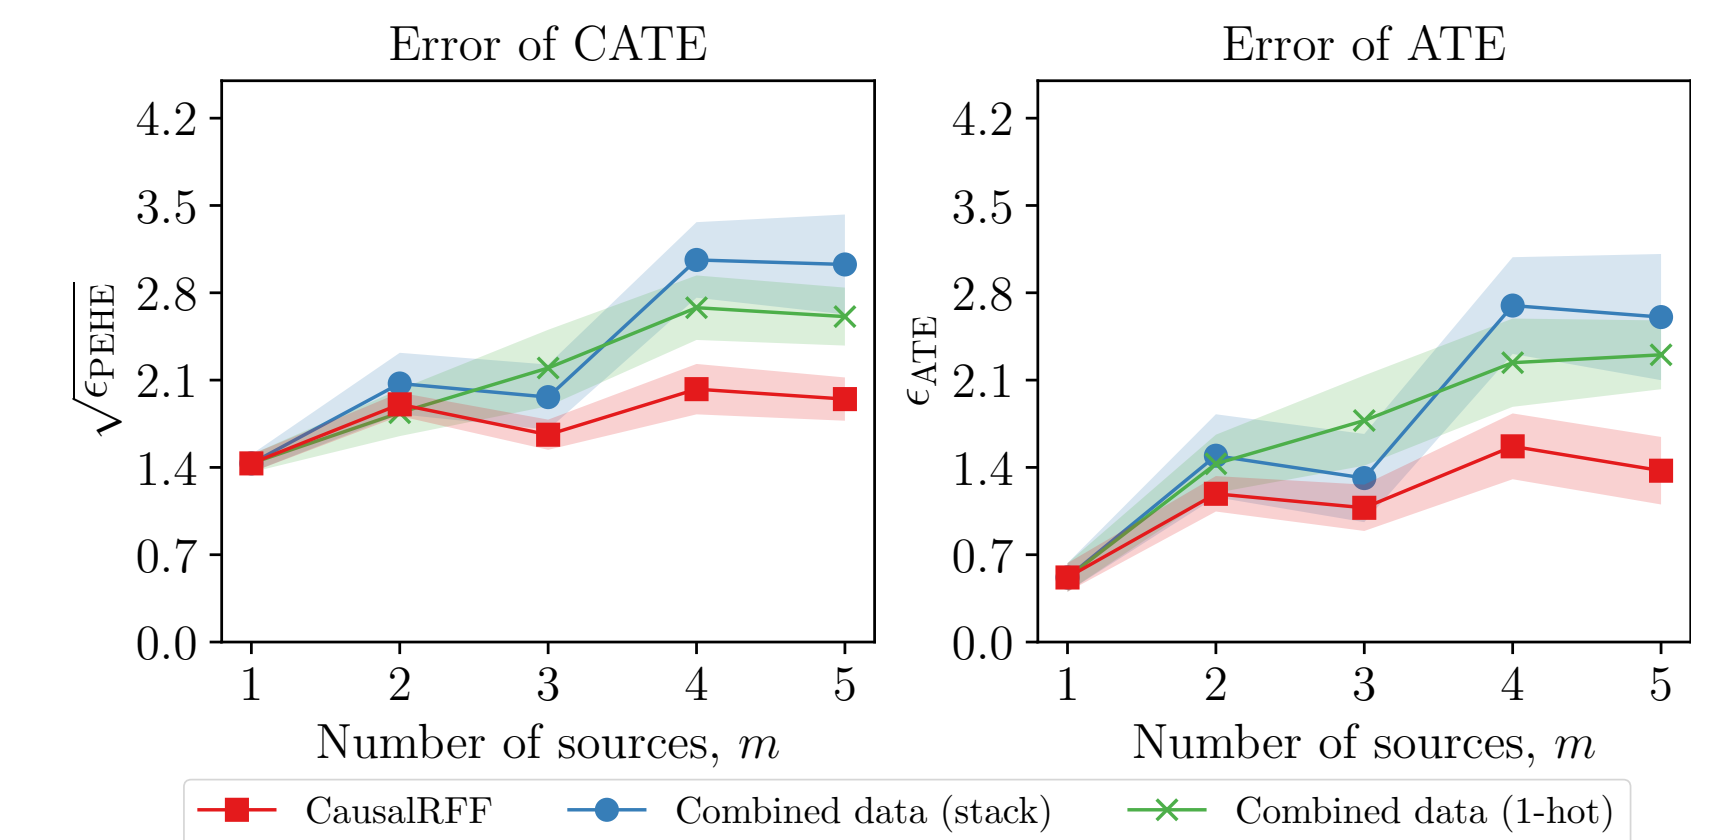 Error of CATE
4.2
3.5
2.8
2.1
1.4
0.7
0.0
√ϵPEHE
1 2 3 4 5
Number of sources, m
Error of ATE
4.2
3.5
2.8
2.1
1.4
0.7
0.0
ϵATE
1 2 3 4 5
Number of sources, m
CausalRFF Combined data (stack) Combined data (1-hot)